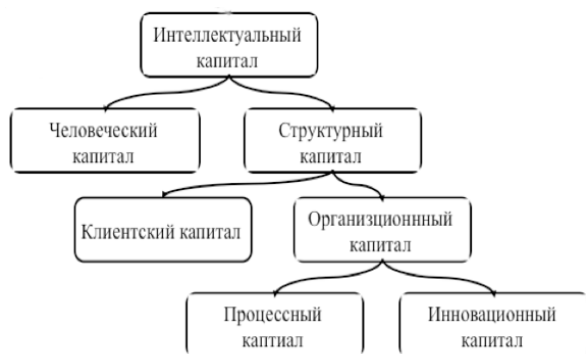 Интеллектуальный
капитал
Человеческий
капитал
Структурный
капитал
Клиентский капитал
Организционнный
капитал
Процессный
каптиал
Инновационный
капитал